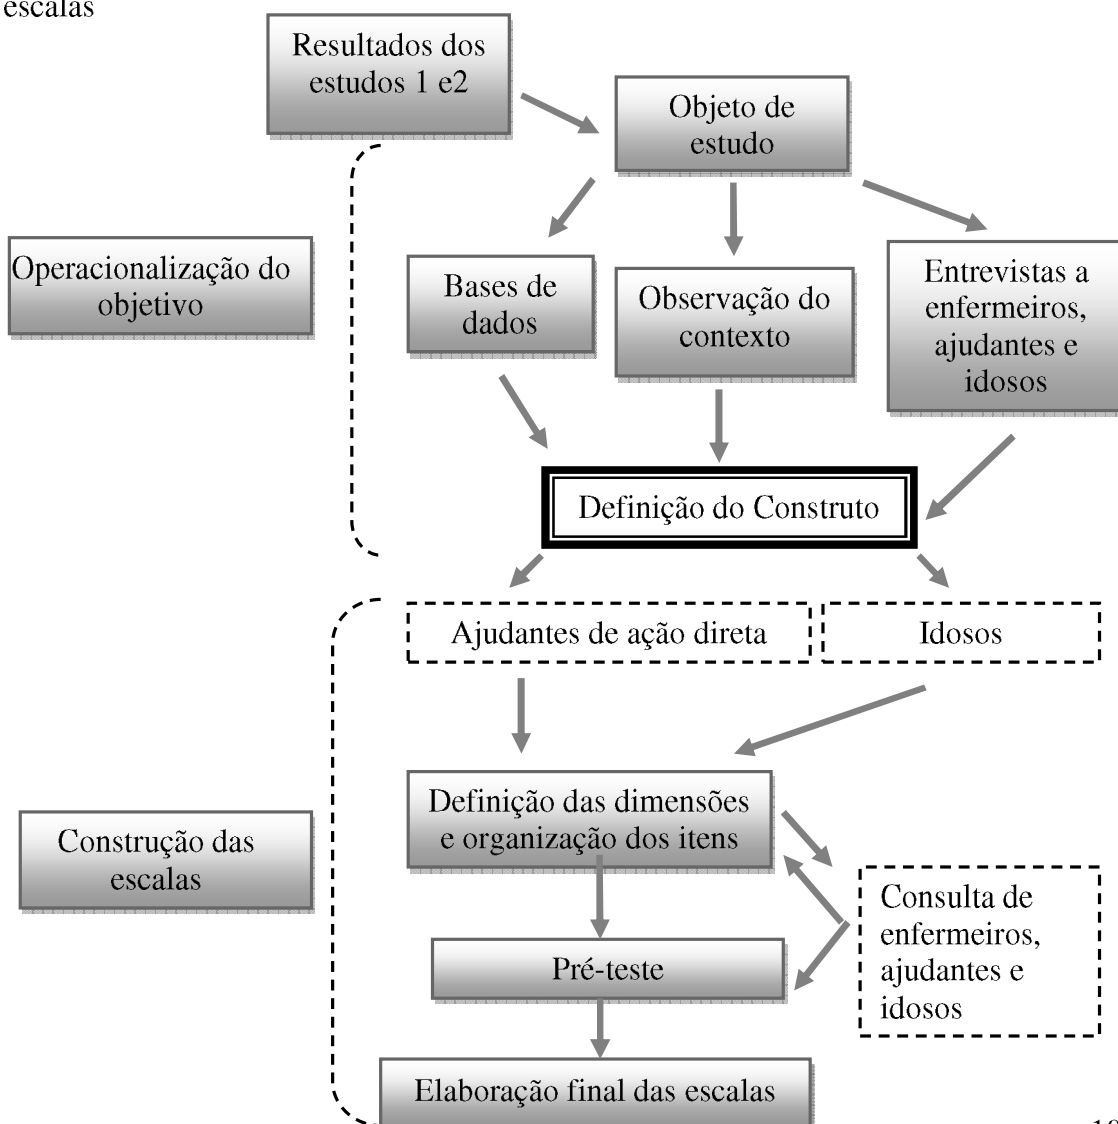 escalas
Resultados dos
estudos 1 e2
Objeto de
estudo
Operacionalização do
objetivo
Bases de
dados
Observação do
contexto
Entrevistas a
enfermeiros,
ajudantes e
idosos
Definição do Construto
Ajudantes de ação direta
Idosos
Definição das dimensões
e organização dos itens
Construção das
escalas
Consulta de
enfermeiros,
ajudantes e
idosos
Pré-teste
Elaboração final das escalas